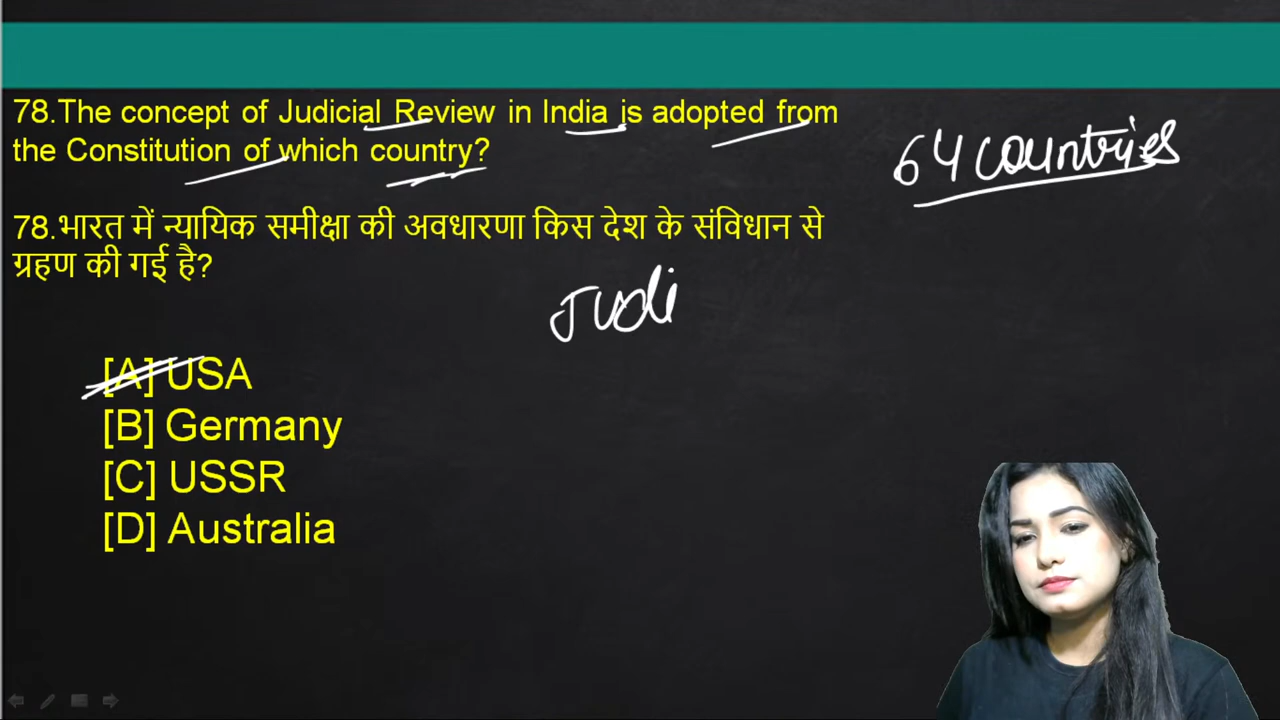 78.The concept of Judicial Review in India is adopted from
the Constitution of which country?
64 countries
78.भारत में न्यायिक समीक्षा की अवधारणा किस देश के संविधान से
ग्रहण की गई है?
Judi
[A] USA
[B] Germany
[C] USSR
[D] Australia